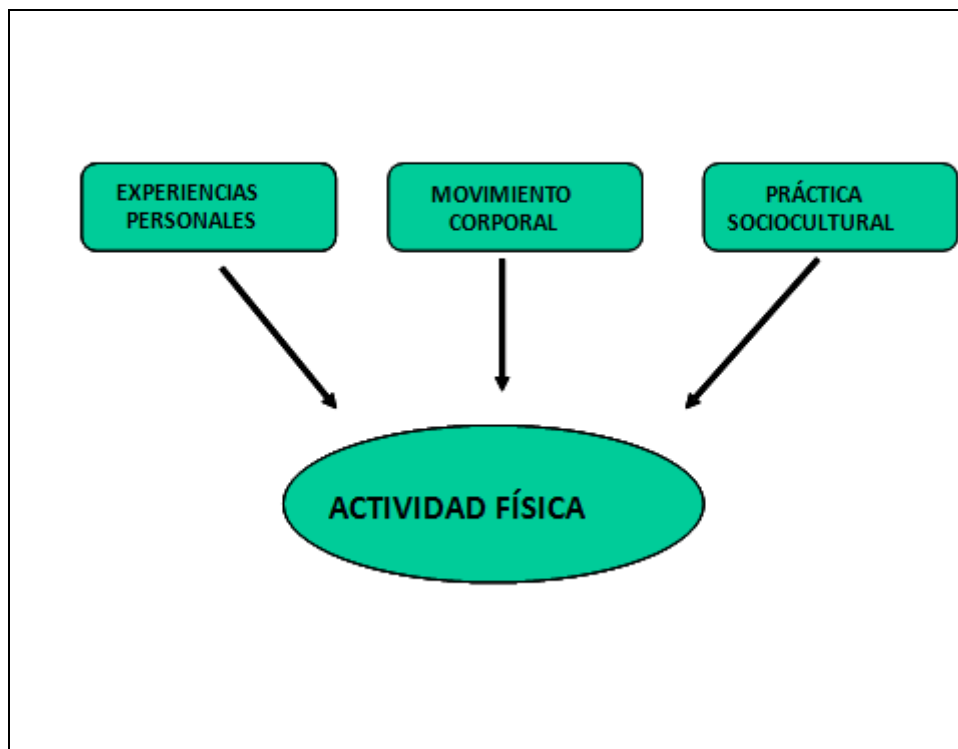 EXPERIENCIAS
PERSONALES
MOVIMIENTO
CORPORAL
PRÁCTICA
SOCIOCULTURAL
ACTIVIDAD FÍSICA